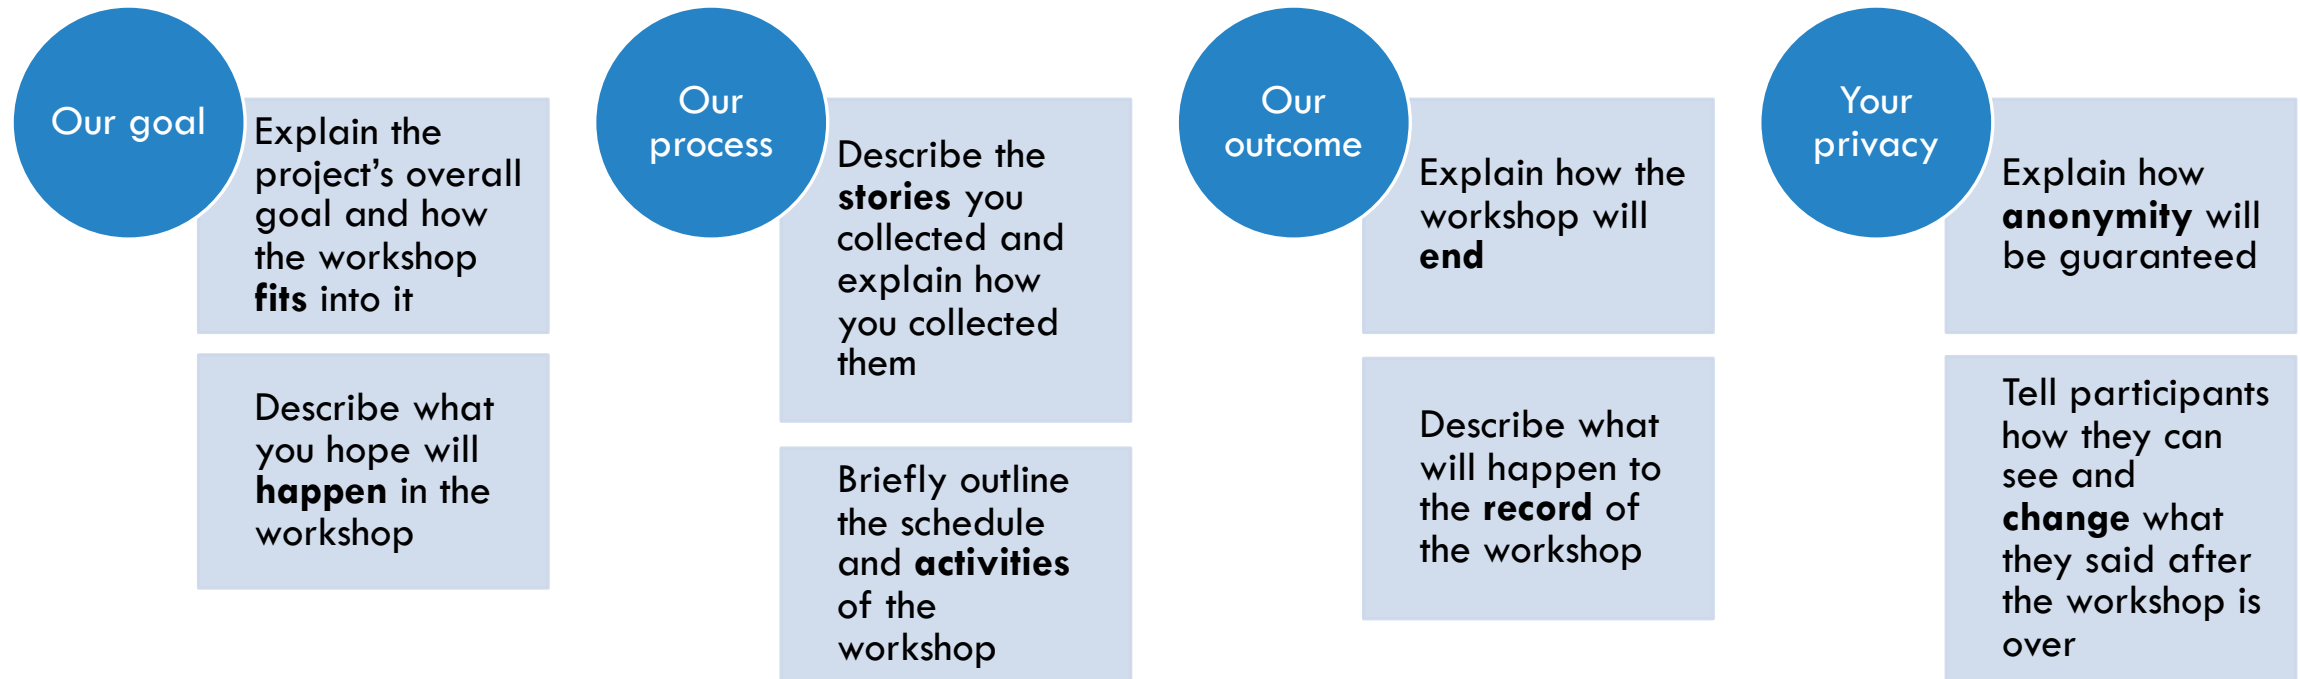 Our goal
Explain the
project’s overall
goal and how
the workshop
fits into it
Describe what
you hope will
happen in the
workshop
Our
process
Describe the
stories you
collected and
explain how
you collected
them
Briefly outline
the schedule
and activities
of the
workshop
Our
outcome
Explain how the
workshop will
end
Describe what
will happen to
the record of
the workshop
Your
privacy
Explain how
anonymity will
be guaranteed
Tell participants
how they can
see and
change what
they said after
the workshop is
over